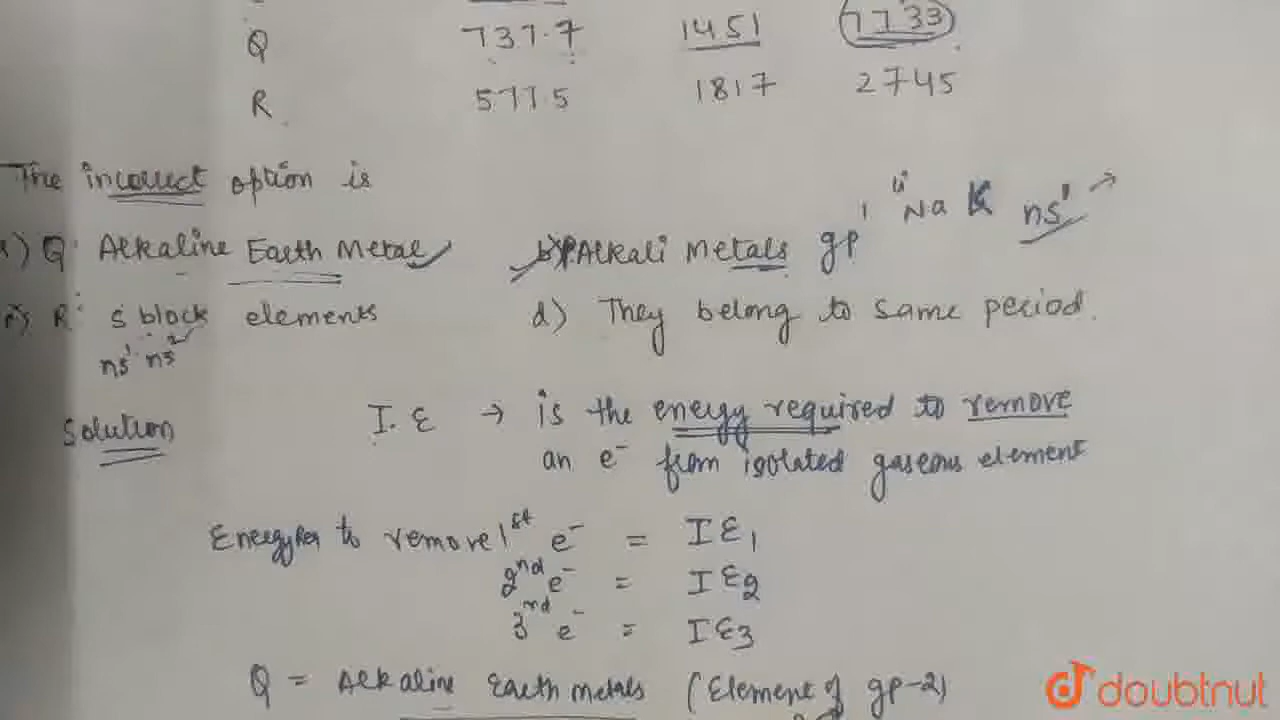 Q 737.7 1451 7733
R 577.5 1817 2745
The incorrect option is
11 Na K ns¹ →
a) Q: Alkaline Earth Metal ✓ b) P Alkali Metals gp 1
R: s block elements d) They belong to same period.
ns¹ ns²
Solution I.E → is the energy required to remove
an e⁻ from isolated gaseous element
to remove 1st e⁻ = IE₁
2nd e⁻ = IE₂
3nd e⁻ = IE₃
Q = Alkaline Earth metals (Element of gp-2)
doubtnut